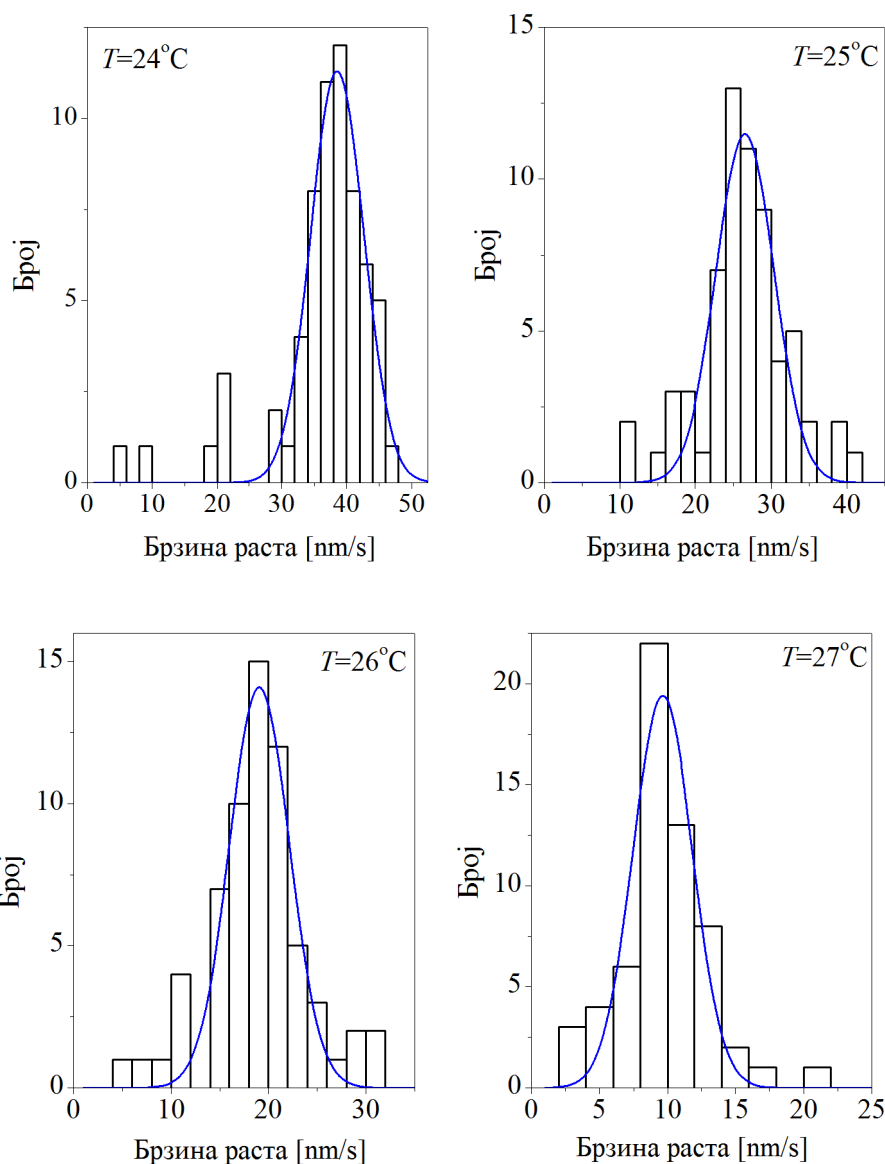 T=24°C
10
5
0
Број
0 10 20 30 40 50
Брзина раста [nm/s]
T=25°C
15
10
5
0
Број
0 10 20 30 40
Брзина раста [nm/s]
T=26°C
15
10
5
0
Број
0 10 20 30
Брзина раста [nm/s]
T=27°C
20
15
10
5
0
Број
0 5 10 15 20 25
Брзина раста [nm/s]